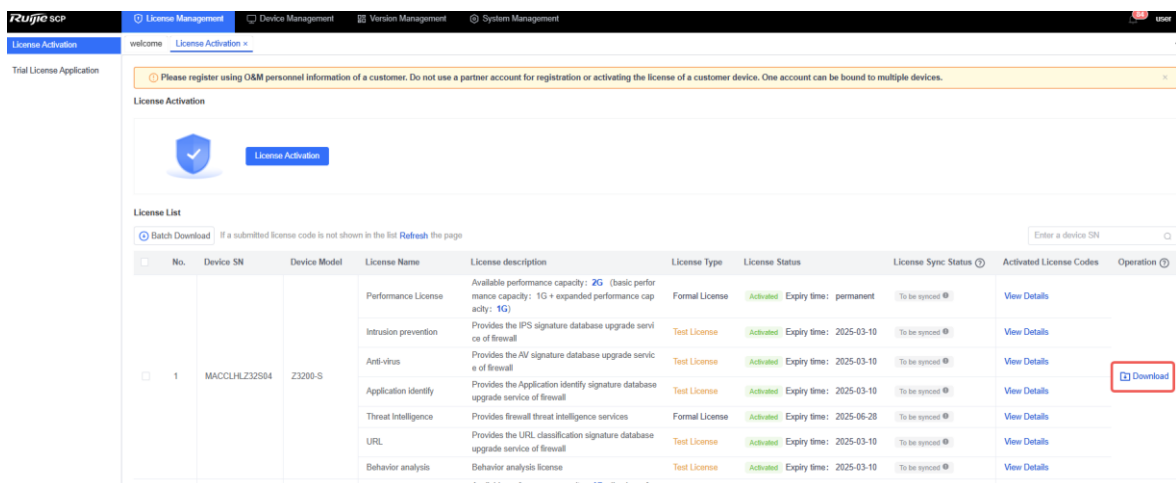 Ruijie SCP
License Management
Device Management
Version Management
System Management
84
user
License Activation
Trial License Application
welcome
License Activation ×
Please register using O&M personnel information of a customer. Do not use a partner account for registration or activating the license of a customer device. One account can be bound to multiple devices.
License Activation
License Activation
License List
Batch Download If a submitted license code is not shown in the list Refresh the page
Enter a device SN
No. Device SN Device Model License Name License description License Type License Status License Sync Status Activated License Codes Operation
1 MACCLHLZ32S04 Z3200-S
Performance License
Available performance capacity: 2G (basic perfor
mance capacity: 1G + expanded performance cap
acity: 1G)
Formal License Activated Expiry time: permanent To be synced View Details
Intrusion prevention
Provides the IPS signature database upgrade servi
ce of firewall
Test License Activated Expiry time: 2025-03-10 To be synced View Details
Anti-virus
Provides the AV signature database upgrade servic
e of firewall
Test License Activated Expiry time: 2025-03-10 To be synced View Details
Application identify
Provides the Application identify signature database
upgrade service of firewall
Test License Activated Expiry time: 2025-03-10 To be synced View Details
Threat Intelligence Provides firewall threat intelligence services Formal License Activated Expiry time: 2025-06-28 To be synced View Details
URL
Provides the URL classification signature database
upgrade service of firewall
Test License Activated Expiry time: 2025-03-10 To be synced View Details
Behavior analysis Behavior analysis license Test License Activated Expiry time: 2025-03-10 To be synced View Details
Download